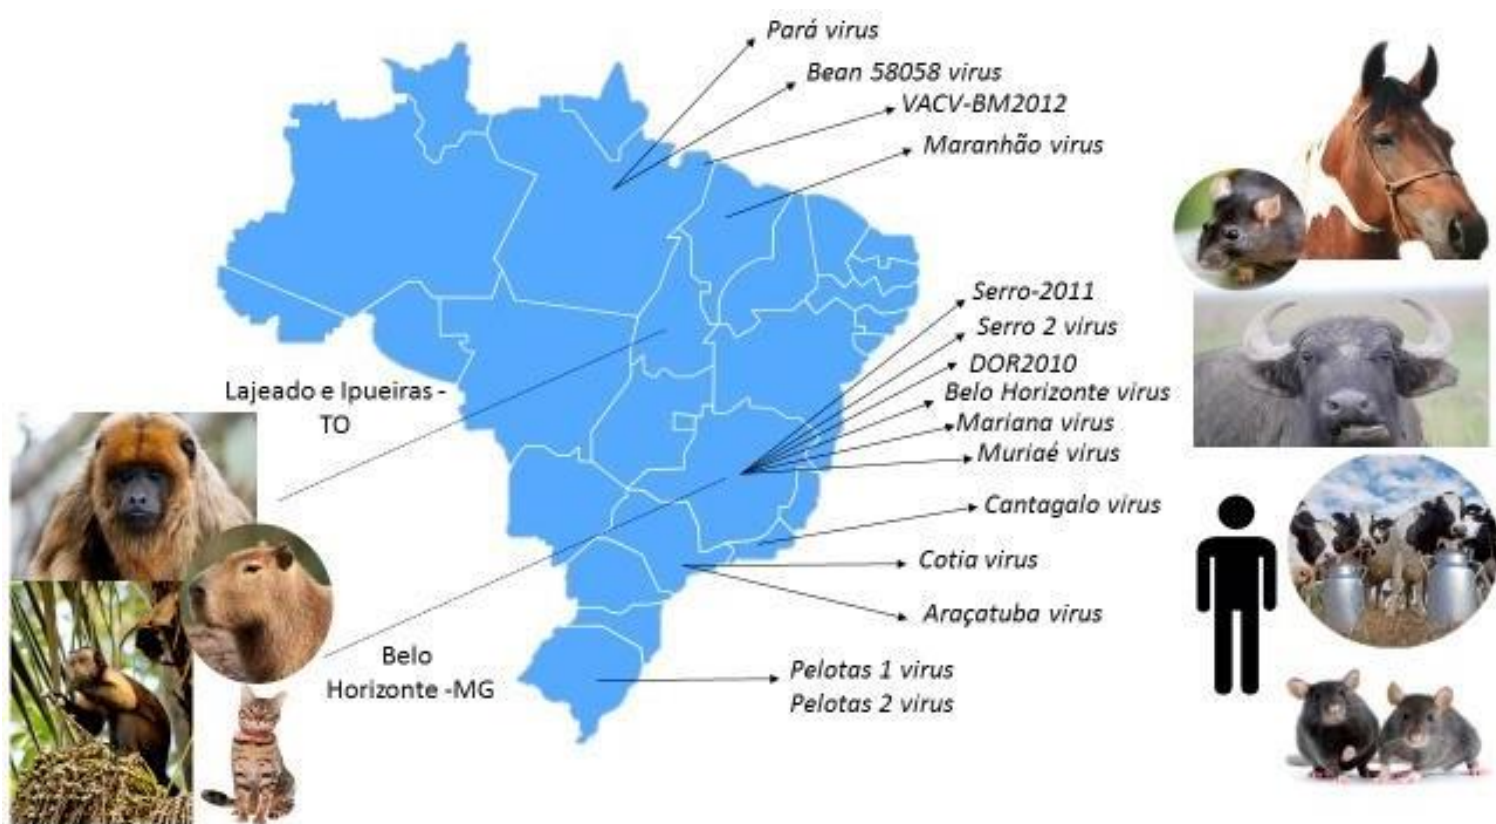 Pará virus
Bean 58058 virus
VACV-BM2012
Maranhão virus
Serro-2011
Serro 2 virus
DOR2010
Lajeado e Ipueiras -
TO
Belo Horizonte virus
Mariana virus
Muriaé virus
Cantagalo virus
Cotia virus
Araçatuba virus
Belo
Horizonte -MG
Pelotas 1 virus
Pelotas 2 virus